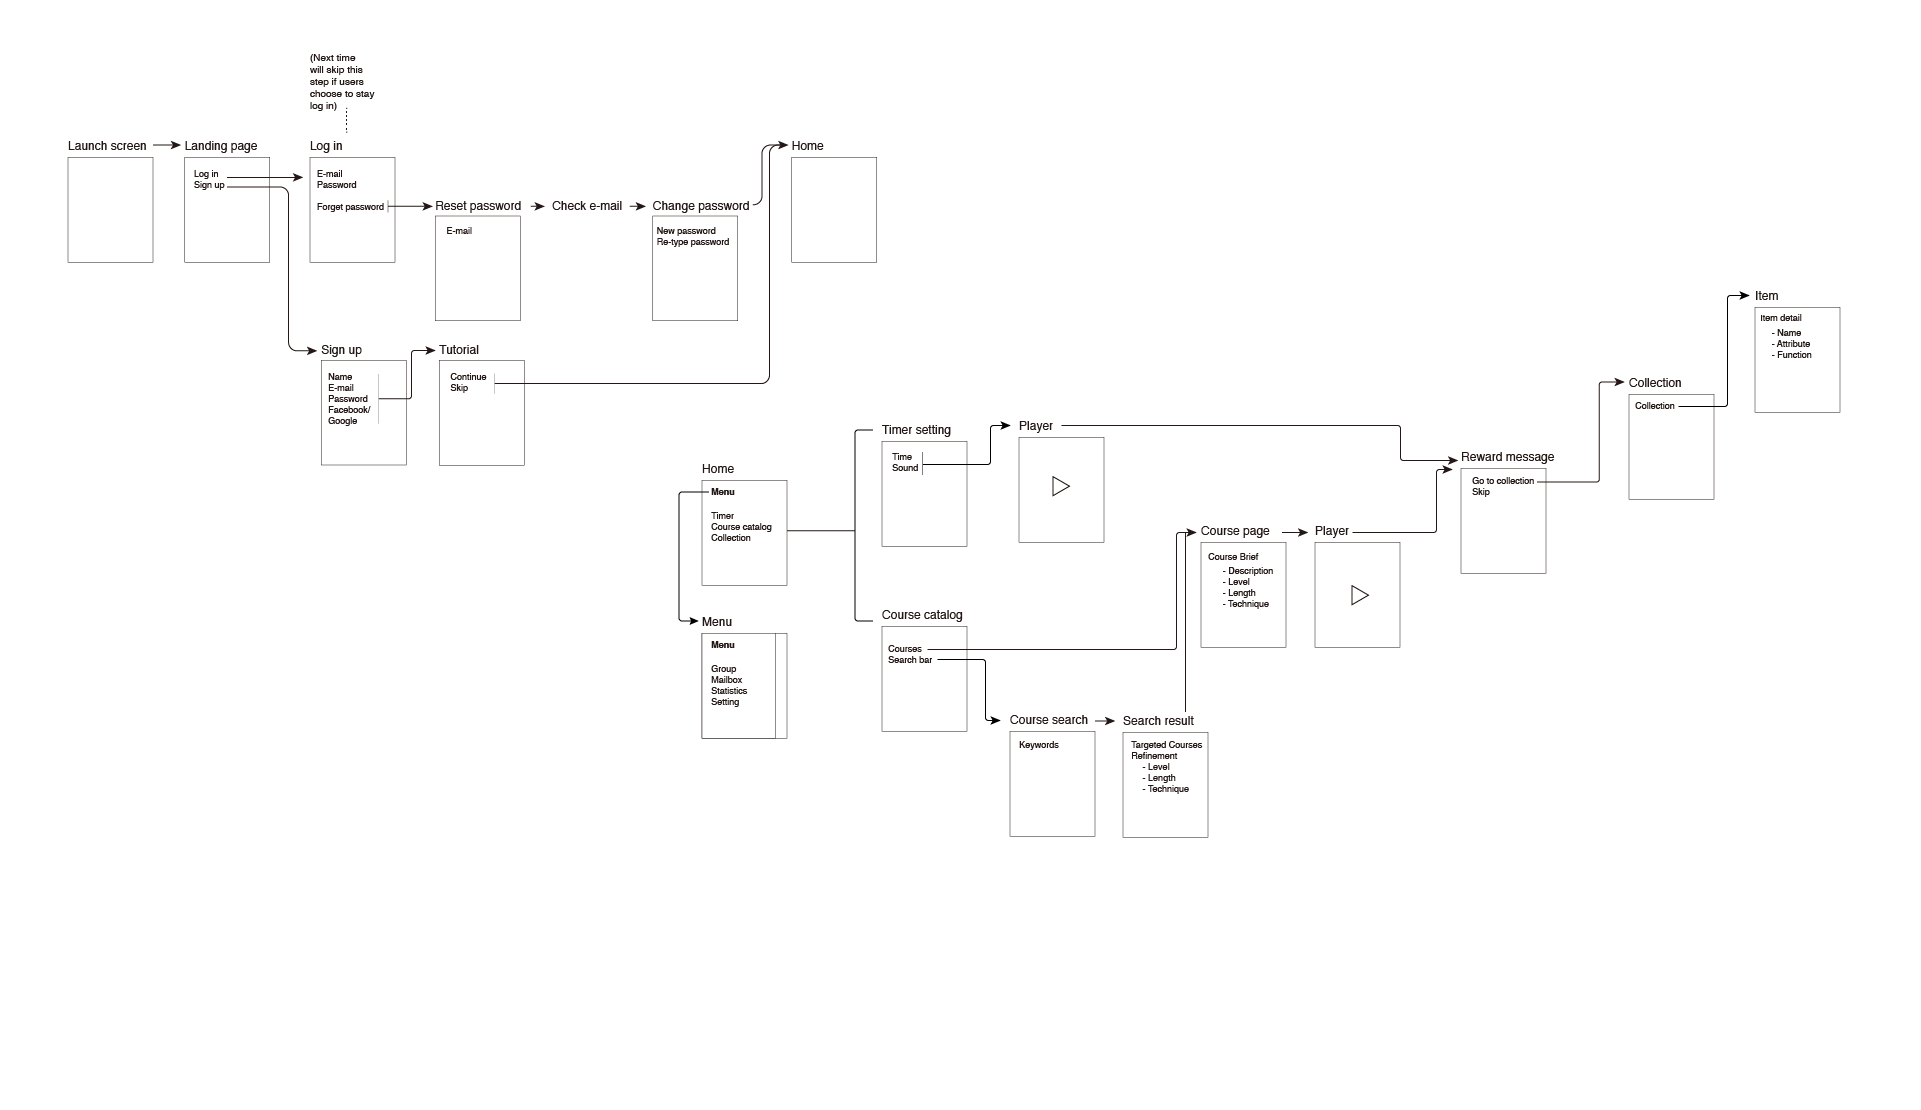 (Next time
will skip this
step if users
choose to stay
log in)
Launch screen
Landing page
Log in
Sign up
Log in
E-mail
Password
Forget password
Reset password
E-mail
Check e-mail
Change password
New password
Re-type password
Home
Sign up
Name
E-mail
Password
Facebook/
Google
Tutorial
Continue
Skip
Home
Menu
Timer
Course catalog
Collection
Menu
Menu
Group
Mailbox
Statistics
Setting
Timer setting
Time
Sound
Player
Course catalog
Courses
Search bar
Course search
Keywords
Search result
Targeted Courses
Refinement
- Level
- Length
- Technique
Course page
Course Brief
- Description
- Level
- Length
- Technique
Player
Reward message
Go to collection
Skip
Collection
Collection
Item
Item detail
- Name
- Attribute
- Function